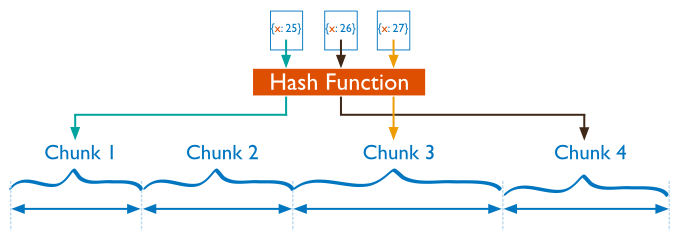 {x: 25} {x: 26} {x: 27}
Hash Function
Chunk 1 Chunk 2 Chunk 3 Chunk 4